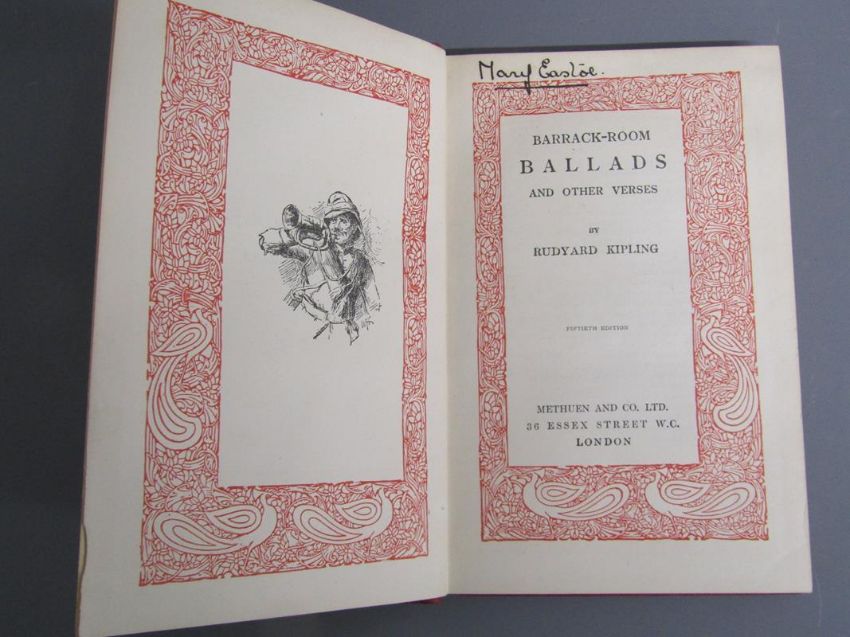 Mary Eastoe.
BARRACK-ROOM
BALLADS
AND OTHER VERSES
BY
RUDYARD KIPLING
FIFTIETH EDITION
METHUEN AND CO. LTD.
36 ESSEX STREET W.C.
LONDON